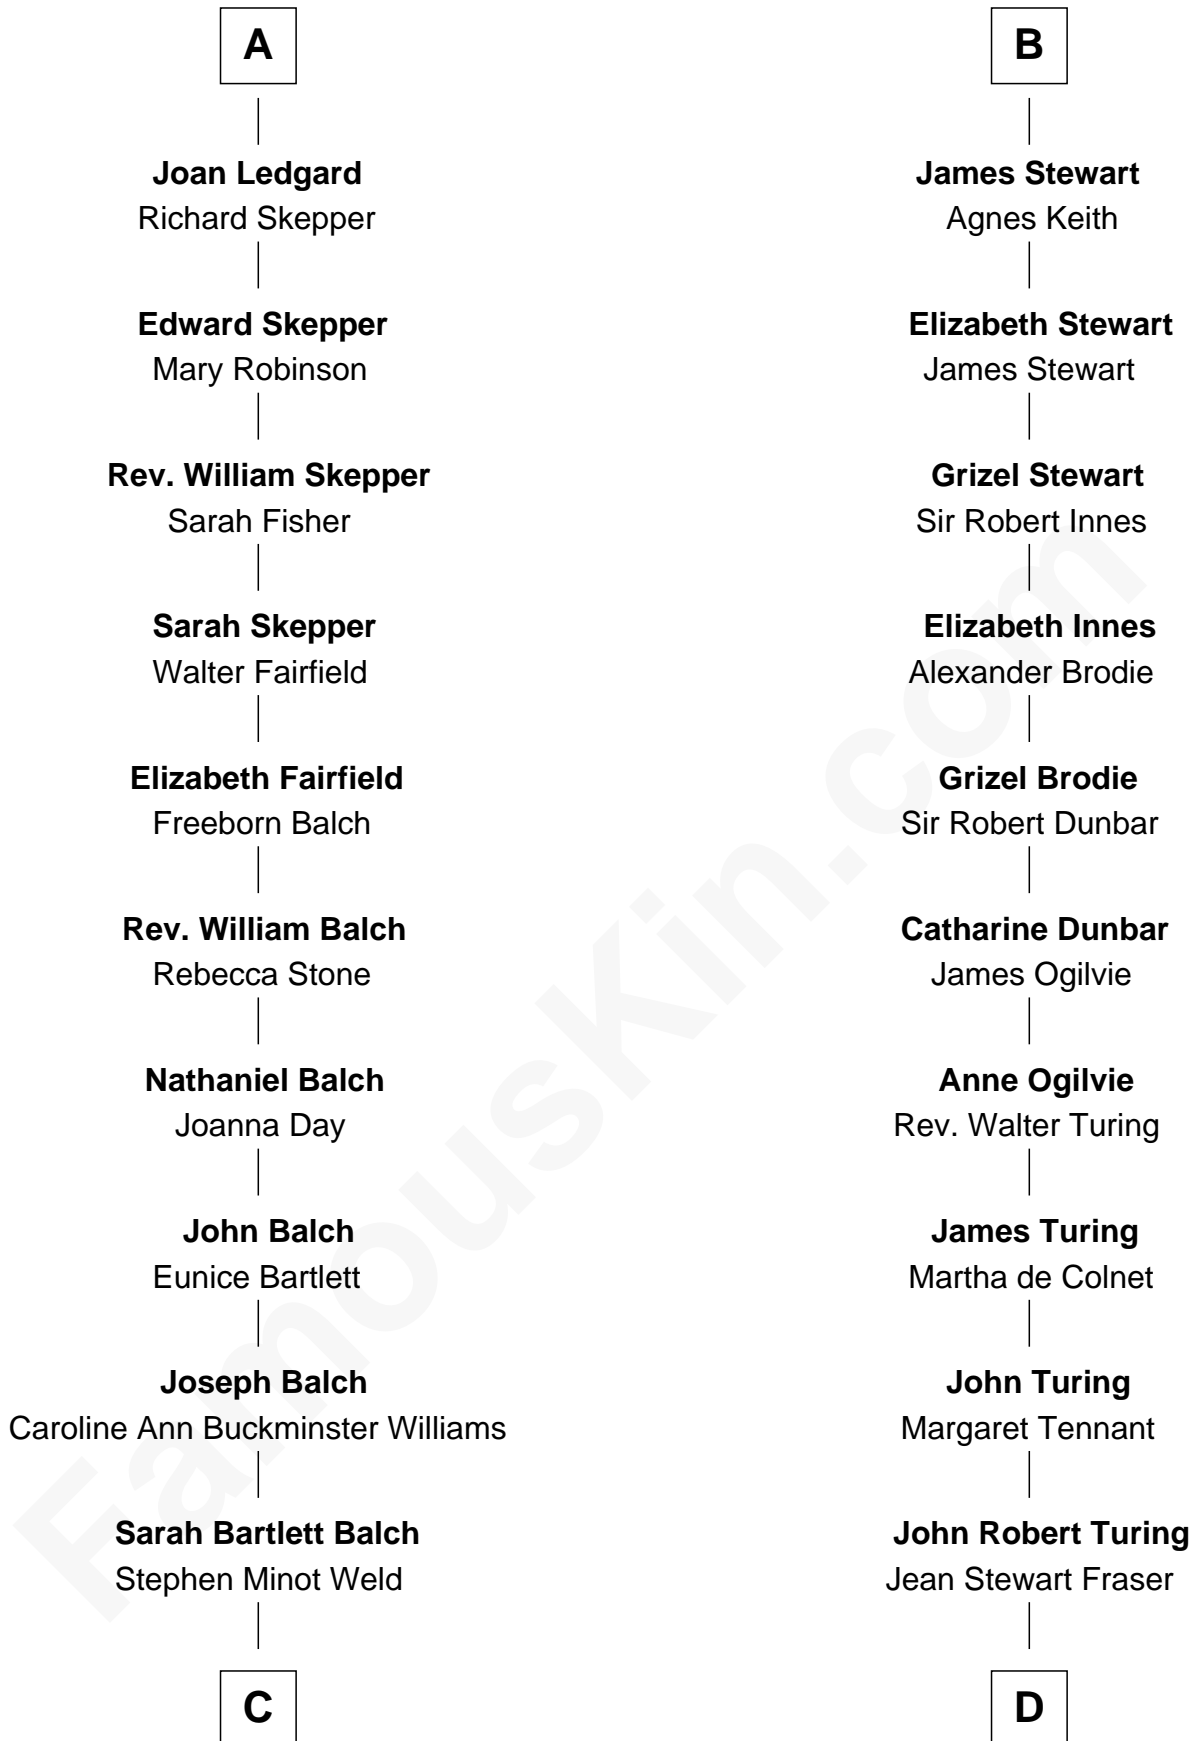 A
Joan Ledgard
Richard Skepper
Edward Skepper
Mary Robinson
Rev. William Skepper
Sarah Fisher
Sarah Skepper
Walter Fairfield
Elizabeth Fairfield
Freeborn Balch
Rev. William Balch
Rebecca Stone
Nathaniel Balch
Joanna Day
John Balch
Eunice Bartlett
Joseph Balch
Caroline Ann Buckminster Williams
Sarah Bartlett Balch
Stephen Minot Weld
C
B
James Stewart
Agnes Keith
Elizabeth Stewart
James Stewart
Grizel Stewart
Sir Robert Innes
Elizabeth Innes
Alexander Brodie
Grizel Brodie
Sir Robert Dunbar
Catharine Dunbar
James Ogilvie
Anne Ogilvie
Rev. Walter Turing
James Turing
Martha de Colnet
John Turing
Margaret Tennant
John Robert Turing
Jean Stewart Fraser
D
FamousKin.com